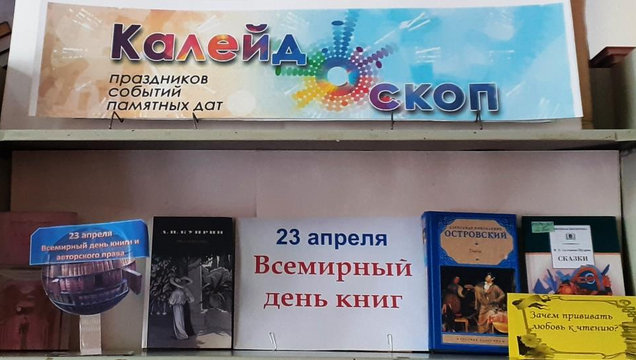 Калейдоскоп
праздников
событий
памятных дат
23 апреля
Всемирный день книги и
авторского права
А. И. КУПРИН
23 апреля
Всемирный
день книг
ОСТРОВСКИЙ
СКАЗКИ
Зачем прививать
любовь к чтению?